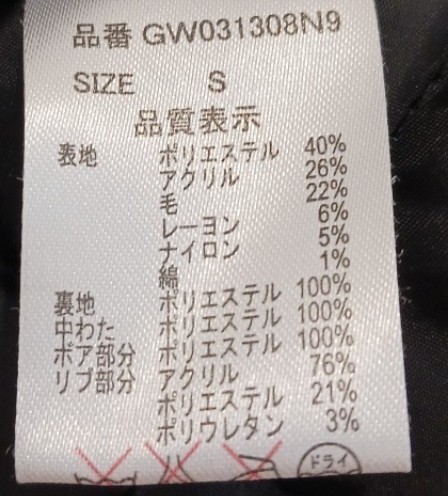 品番 GW031308N9
SIZE S
品質表示
表地 ポリエステル 40%
アクリル 26%
毛 22%
レーヨン 6%
ナイロン 5%
綿 1%
裏地 ポリエステル 100%
中わた ポリエステル 100%
ボア部分 ポリエステル 100%
リブ部分 アクリル 76%
ポリエステル 21%
ポリウレタン 3%
ドライ